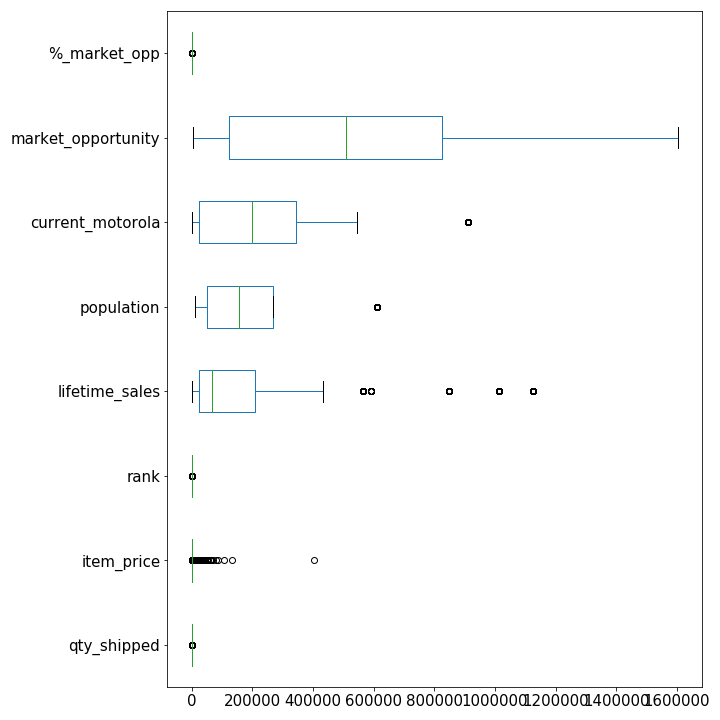 %_market_opp
market_opportunity
current_motorola
population
lifetime_sales
rank
item_price
qty_shipped
0 200000 400000 600000 800000 1000000 1200000 1400000 1600000